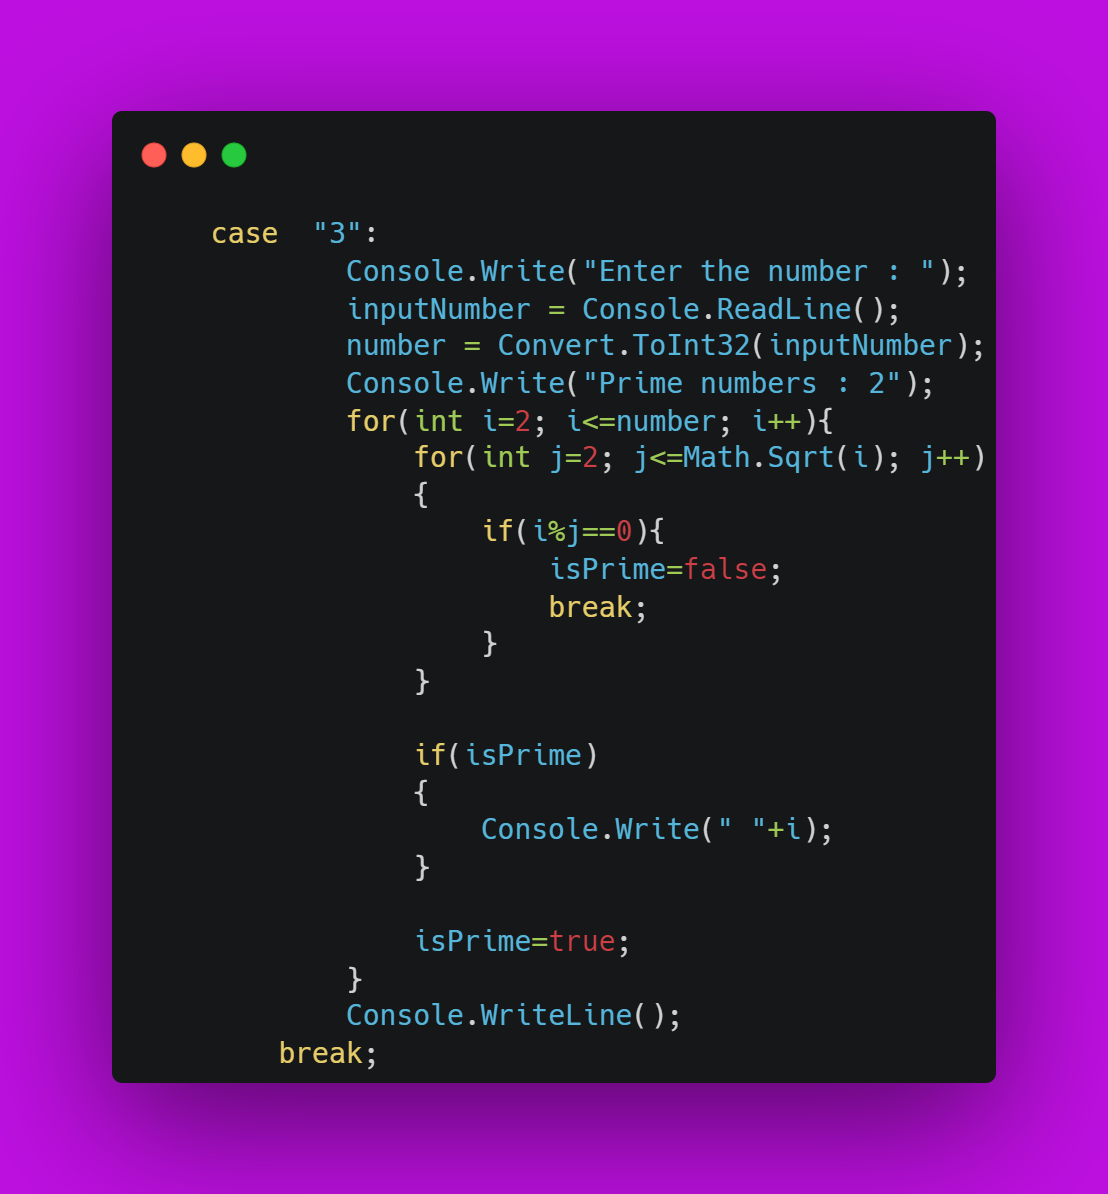 case  "3":
Console.Write("Enter the number : ");
inputNumber = Console.ReadLine();
number = Convert.ToInt32(inputNumber);
Console.Write("Prime numbers : 2");
for(int i=2; i<=number; i++){
for(int j=2; j<=Math.Sqrt(i); j++)
{
if(i%j==0){
isPrime=false;
break;
}
}
if(isPrime)
{
Console.Write(" "+i);
}
isPrime=true;
}
Console.WriteLine();
break;